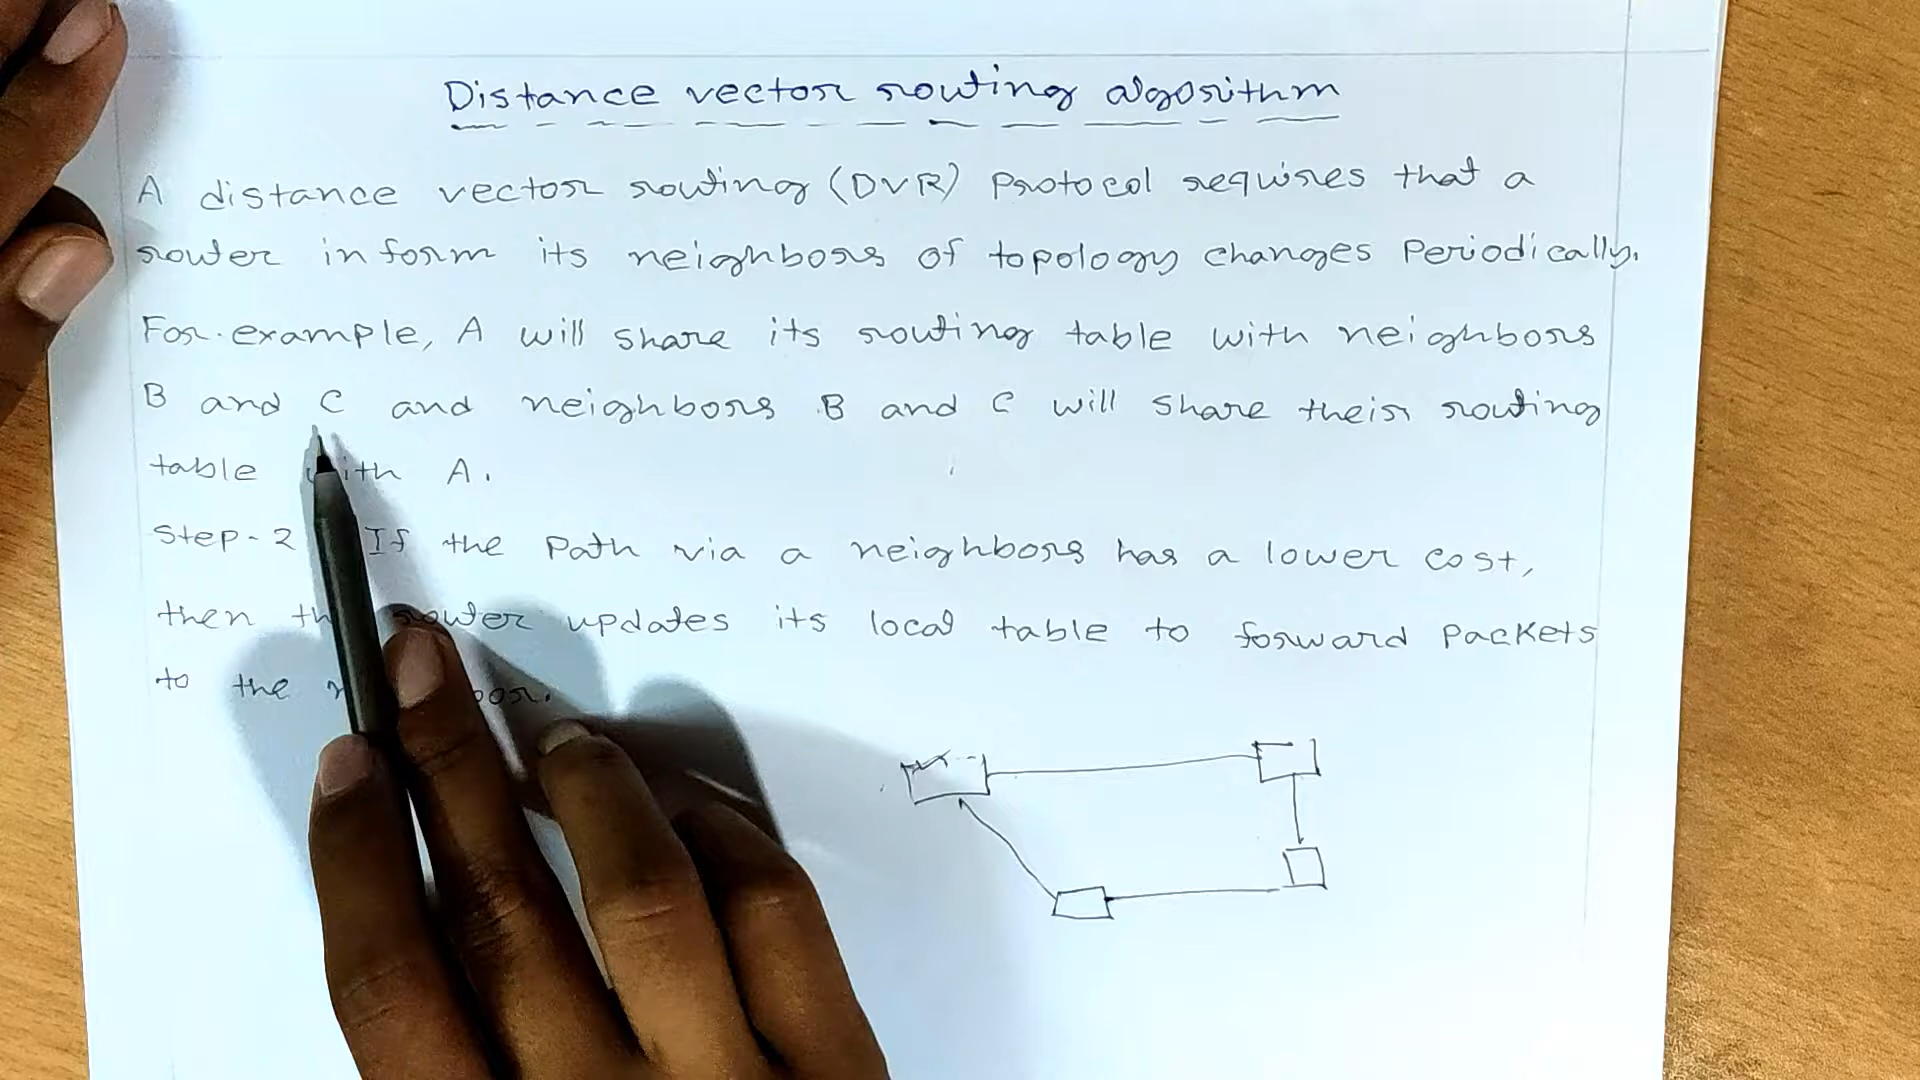 Distance vector routing algorithm
A distance vector routing (DVR) Protocol requires that a
router inform its neighbors of topology changes Periodically.
For example, A will share its routing table with neighbors
B and C and neighbors B and C will share their routing
table with A.
Step-2 If the Path via a neighbors has a lower cost,
then the router updates its local table to forward Packets
to the